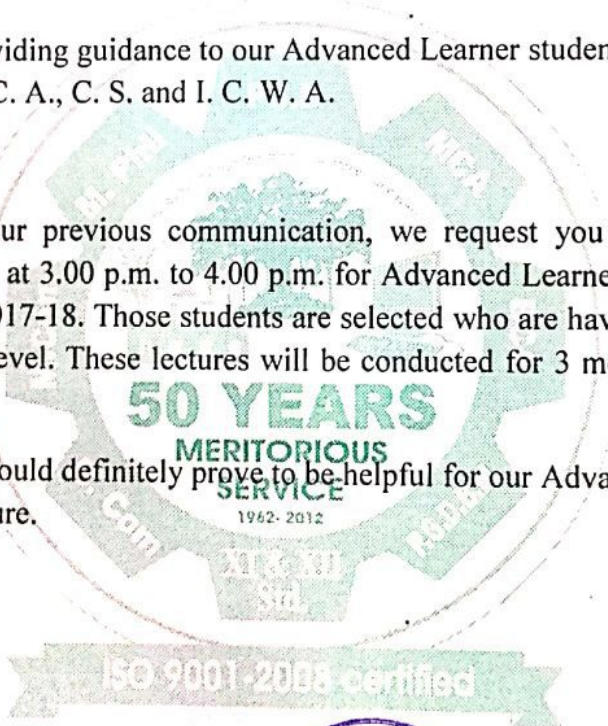 viding guidance to our Advanced Learner studen
C. A., C. S. and I. C. W. A.
ur previous communication, we request you
at 3.00 p.m. to 4.00 p.m. for Advanced Learne
017-18. Those students are selected who are hav
evel. These lectures will be conducted for 3 m
ould definitely prove to be helpful for our Adva
ure.
M. Phil
M.C.A.
50 YEARS
MERITORIOUS
SERVICE
1962-2012
Com
P.G.D.B.
XI & XII
Std.
ISO 9001-2008 certified